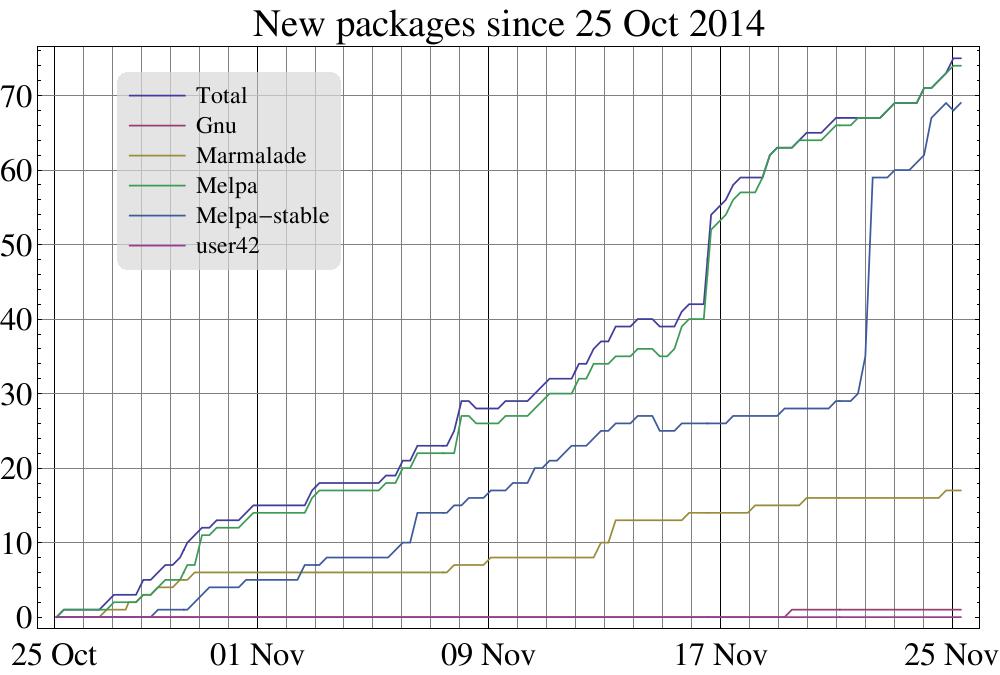 New packages since 25 Oct 2014
70
60
50
40
30
20
10
0
Total
Gnu
Marmalade
Melpa
Melpa−stable
user42
25 Oct 01 Nov 09 Nov 17 Nov 25 Nov